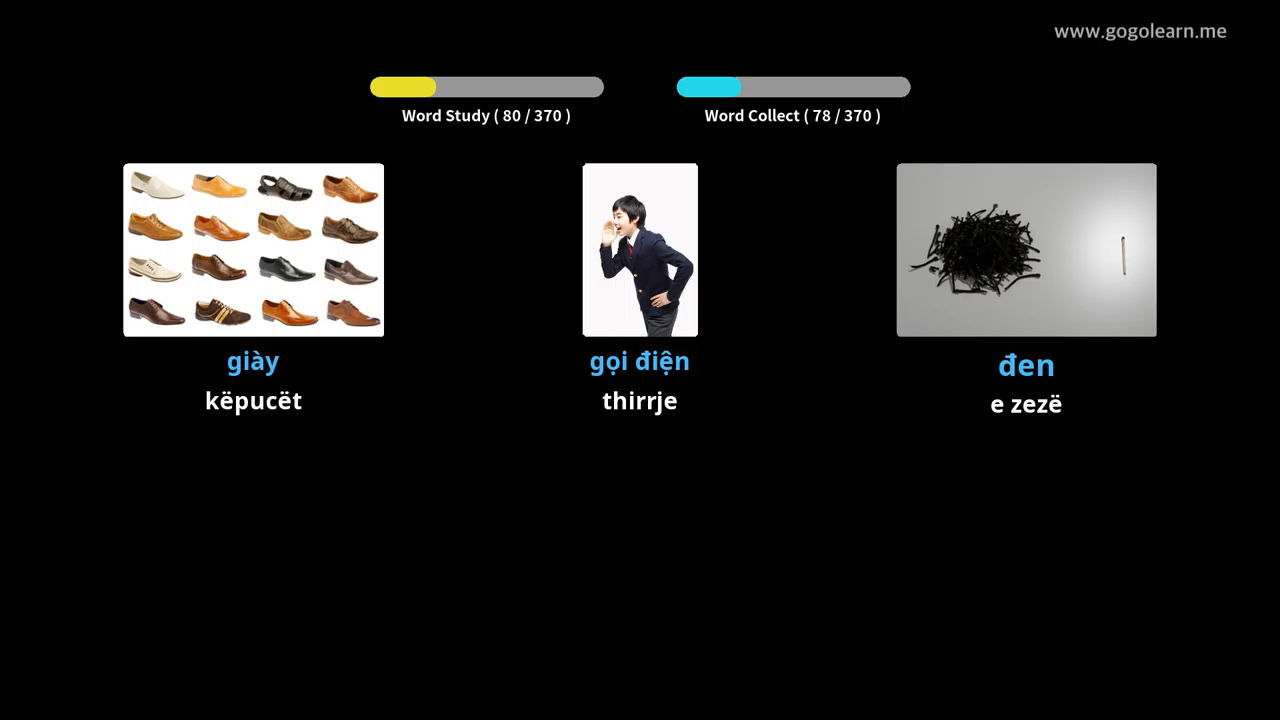 www.gogolearn.me
Word Study ( 80 / 370 )
Word Collect ( 78 / 370 )
giày
këpucët
gọi điện
thirrje
đen
e zezë